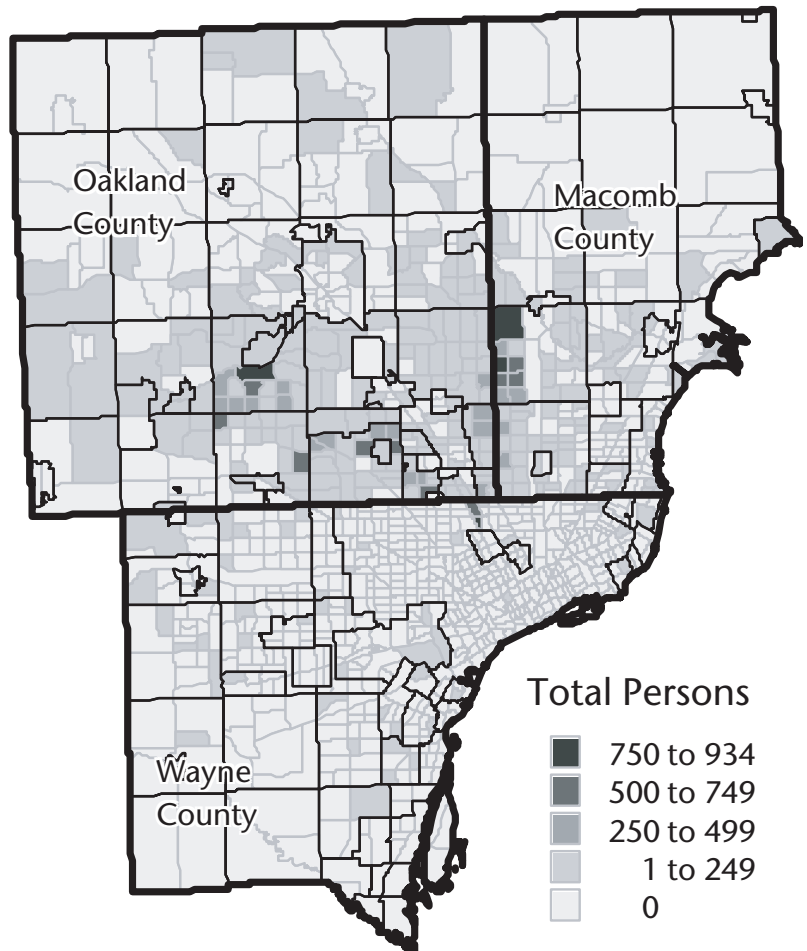 Oakland
County
Macomb
County
Wayne
County
Total Persons
750 to 934
500 to 749
250 to 499
1 to 249
0